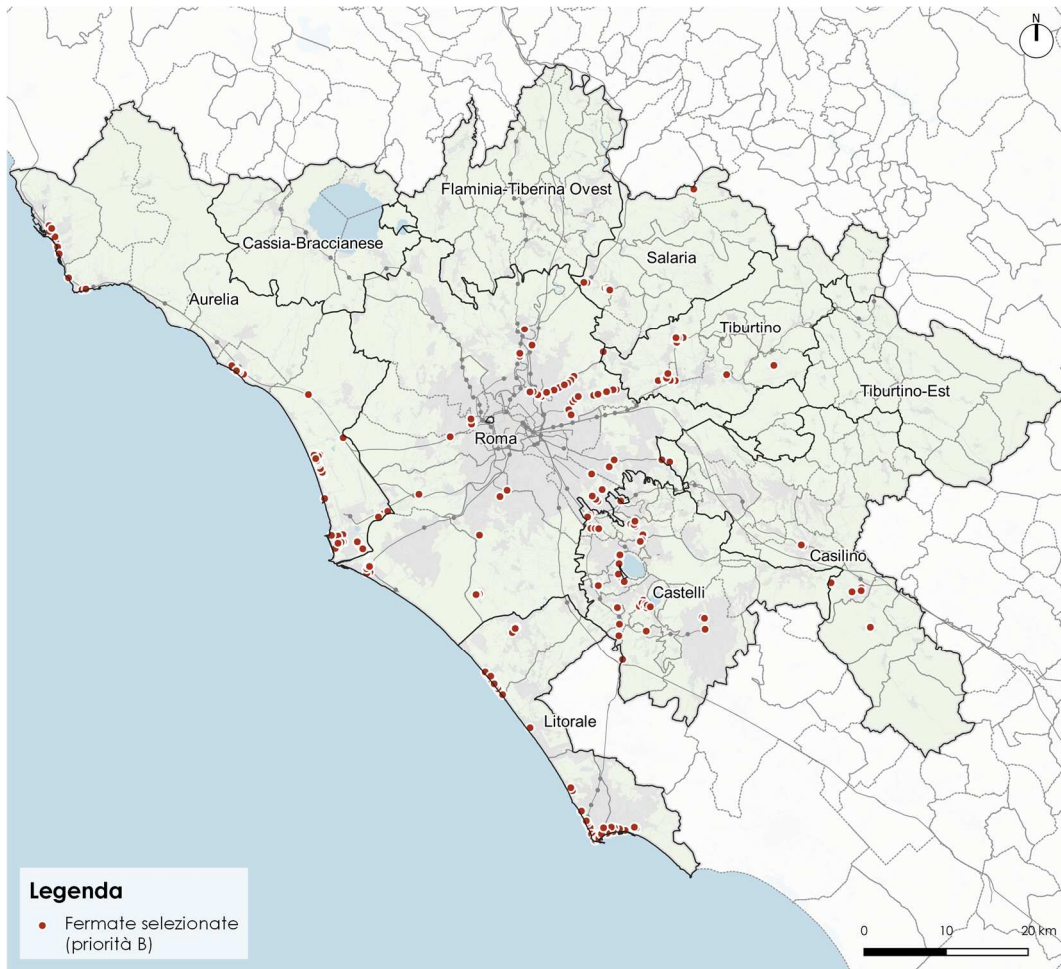 N
Flaminia-Tiberina Ovest
Cassia-Braccianese
Salaria
Aurelia
Tiburtino
Tiburtino-Est
Roma
Casilino
Castelli
Litorale
Legenda
Fermate selezionate
(priorità B)
0 10 20 km